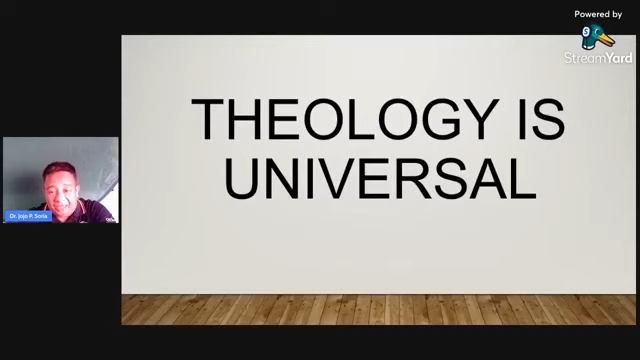 Powered by
StreamYard
THEOLOGY IS
UNIVERSAL
Dr. Jojo P. Soria